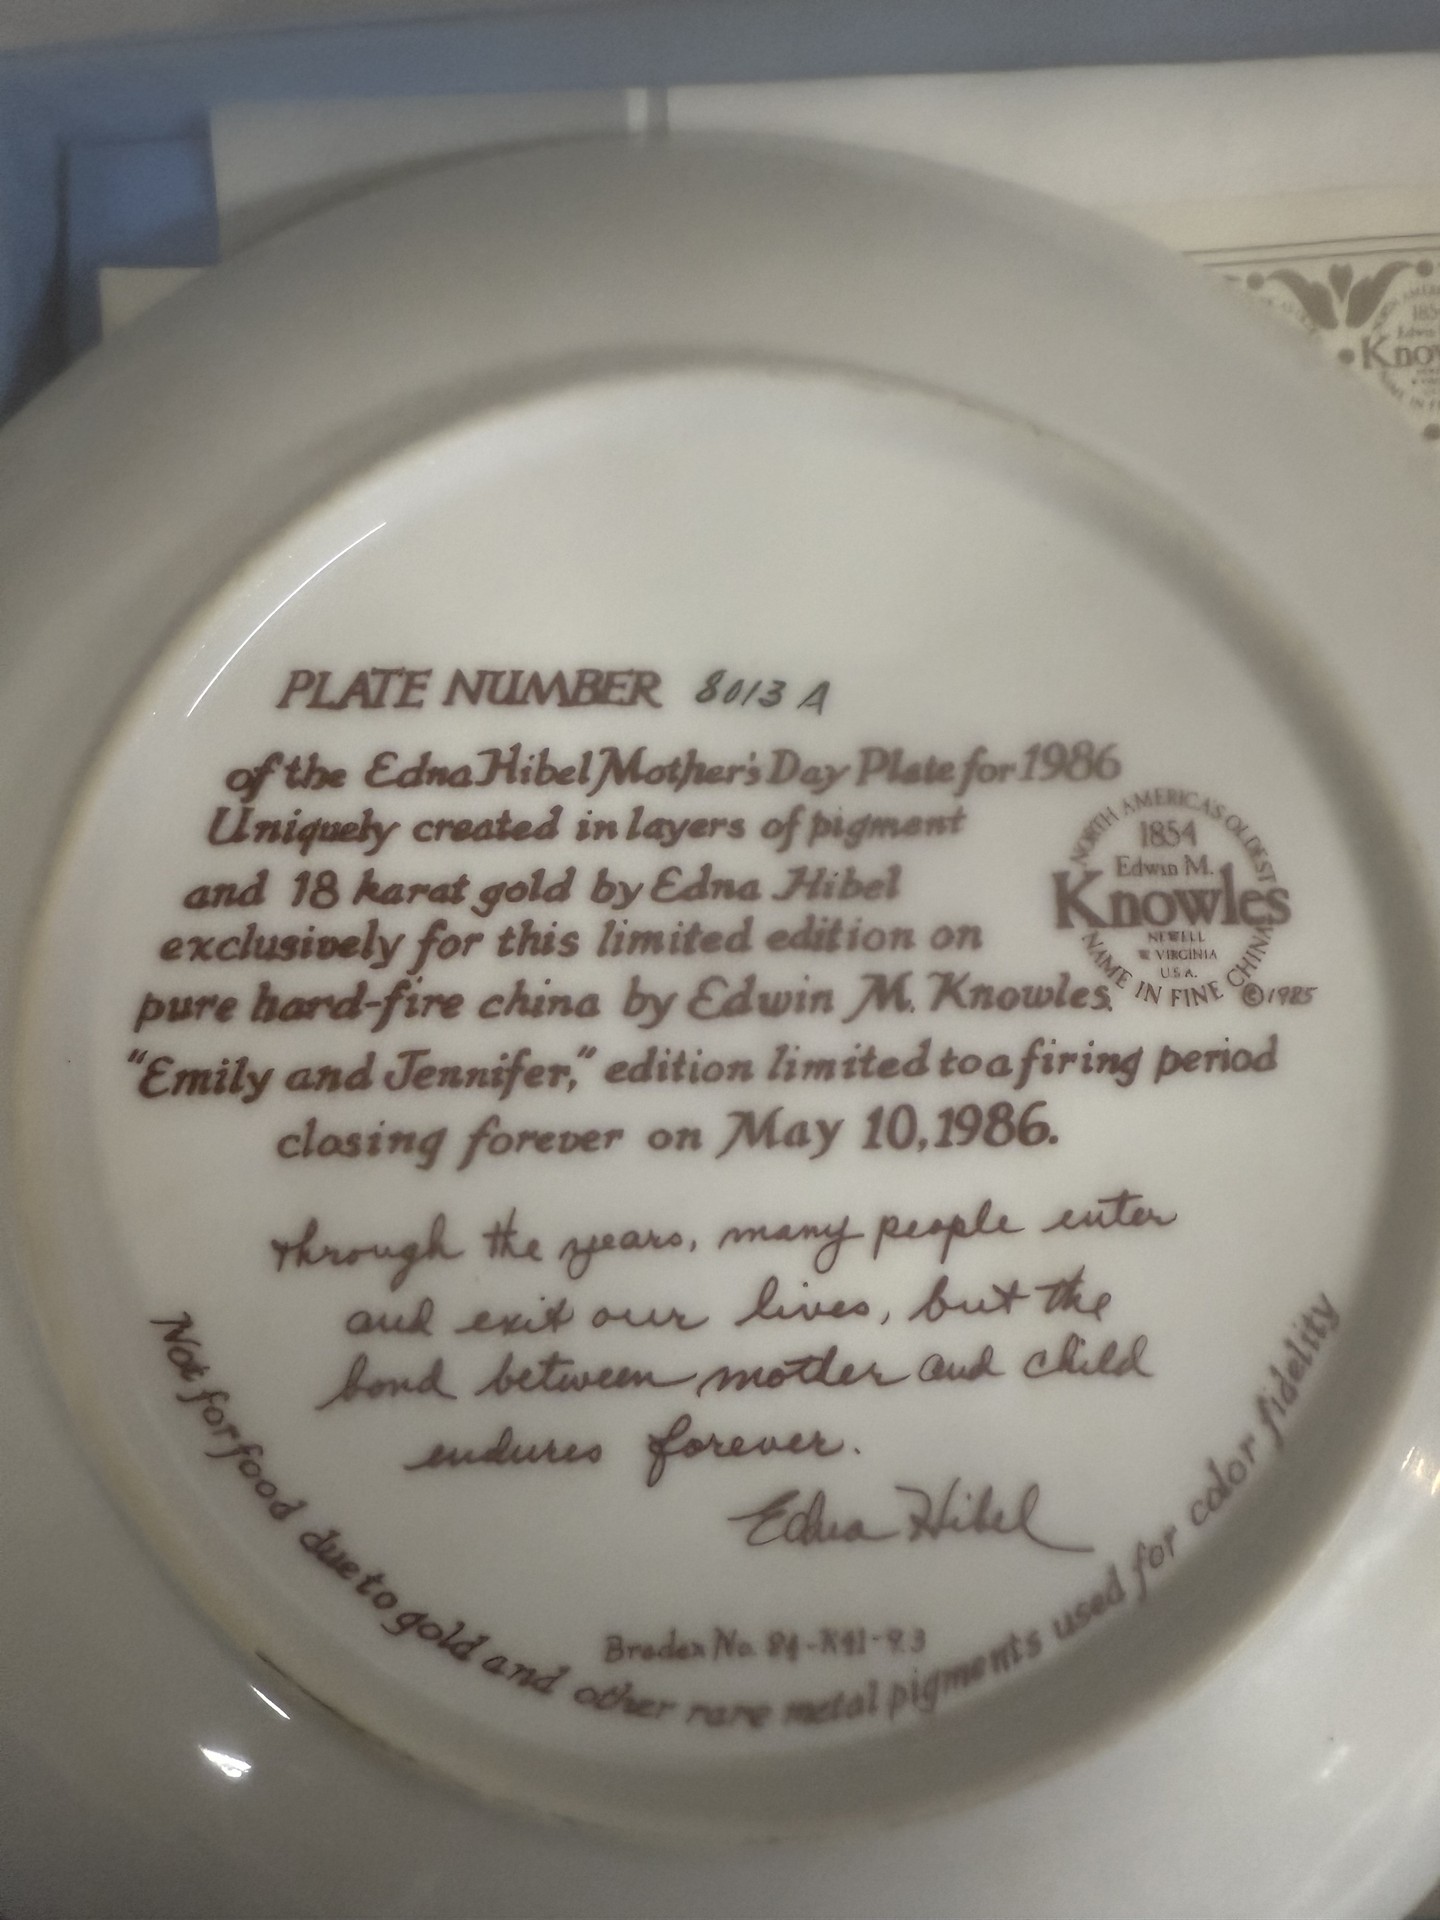 PLATE NUMBER 8013 A
of the Edna Hibel Mother's Day Plate for 1986
Uniquely created in layers of pigment
and 18 karat gold by Edna Hibel
exclusively for this limited edition on
pure hard-fire china by Edwin M. Knowles.
"Emily and Jennifer," edition limited to a firing period
closing forever on May 10, 1986.
NORTH AMERICA'S OLDEST
1854
Edwin M.
Knowles
NEWELL
W VIRGINIA
U.S.A.
NAME IN FINE CHINA
©1985
Through the years, many people enter
and exit our lives, but the
bond between mother and child
endures forever.
Edna Hibel
Bradex No.
Not for food due to gold and other rare metal pigments used for color fidelity
185
Know